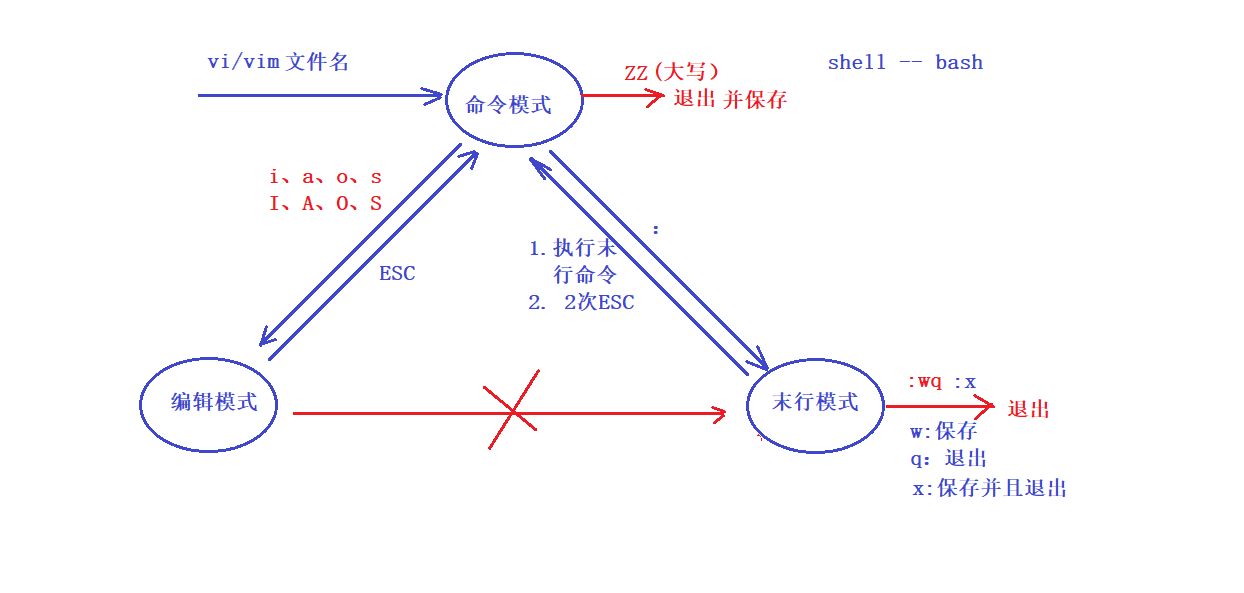 vi/vim 文件名
shell -- bash
ZZ(大写)
命令模式
退出 并保存
i、a、o、s
I、A、O、S
:
1. 执行末
行命令
ESC
2. 2次ESC
:wq :x
编辑模式
末行模式
退出
w:保存
q: 退出
x:保存并且退出